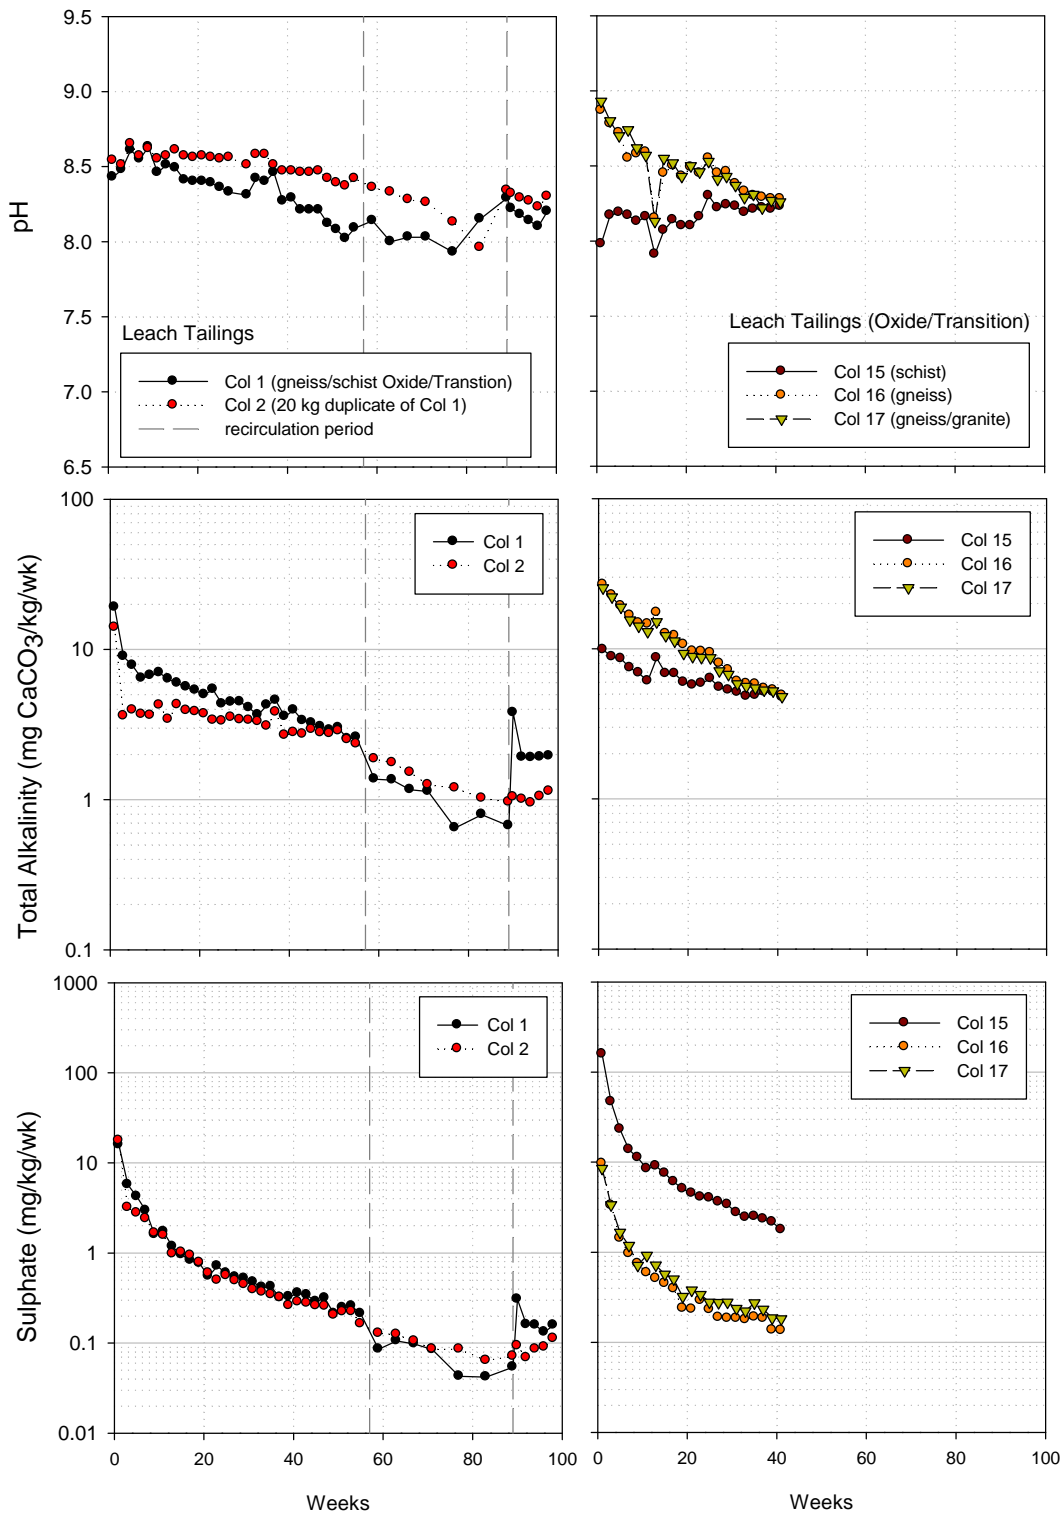 pH
9.5
9.0
8.5
8.0
7.5
7.0
6.5
Leach Tailings
Col 1 (gneiss/schist Oxide/Transtion)
Col 2 (20 kg duplicate of Col 1)
recirculation period
Leach Tailings (Oxide/Transition)
Col 15 (schist)
Col 16 (gneiss)
Col 17 (gneiss/granite)
Total Alkalinity (mg CaCO3/kg/wk)
100
10
1
0.1
Col 1
Col 2
Col 15
Col 16
Col 17
Sulphate (mg/kg/wk)
1000
100
10
1
0.1
0.01
Col 1
Col 2
Col 15
Col 16
Col 17
0 20 40 60 80 100
0 20 40 60 80 100
Weeks
Weeks